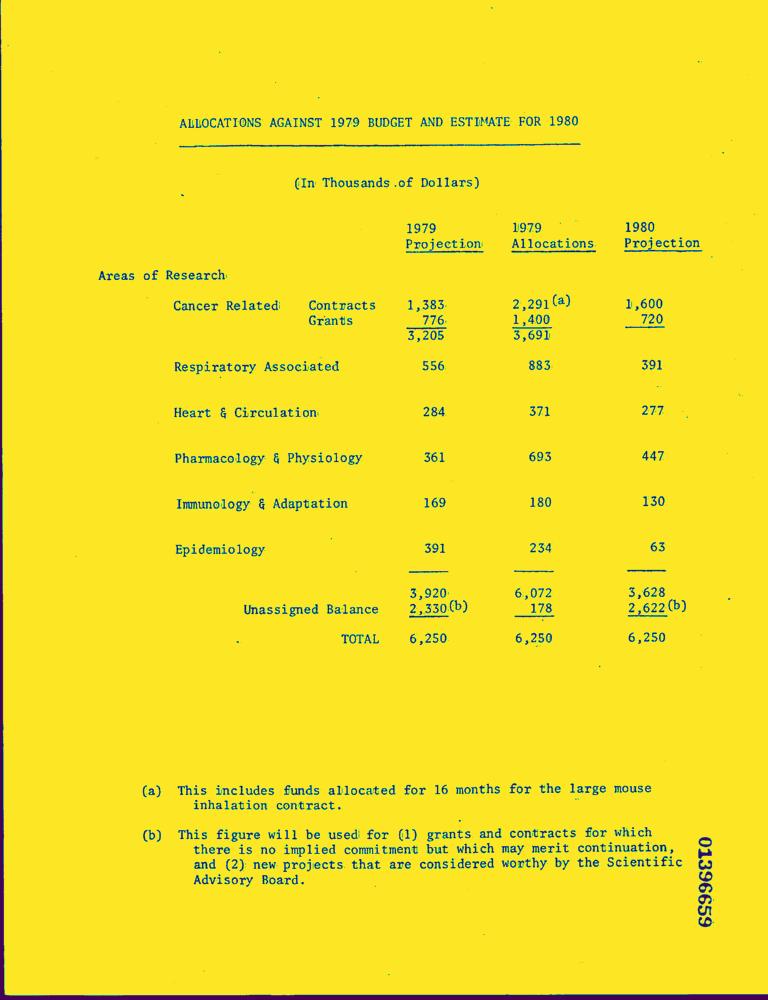 ALLOCATIONS AGAINST 1979 BUDGET AND ESTIMATE FOR 1980
(In Thousands of Dollars)
1979 1979 1980
Projection Allocations Projection
Areas of Research
Cancer Related Contracts 1,383 2,291(a) 1,600
Grants 776 1,400 720
3,205 3,691
Respiratory Associated 556 883 391
Heart & Circulation 284 371 277
Pharmacology & Physiology 361 693 447
Immunology & Adaptation 169 180 130
Epidemiology 391 234 63
3,920 6,072 3,628
Unassigned Balance 2,330(b) 178 2,622(b)
TOTAL 6,250 6,250 6,250
(a) This includes funds allocated for 16 months for the large mouse
inhalation contract.
(b) This figure will be used for (1) grants and contracts for which
there is no implied commitment but which may merit continuation,
and (2) new projects that are considered worthy by the Scientific
Advisory Board.
01396659